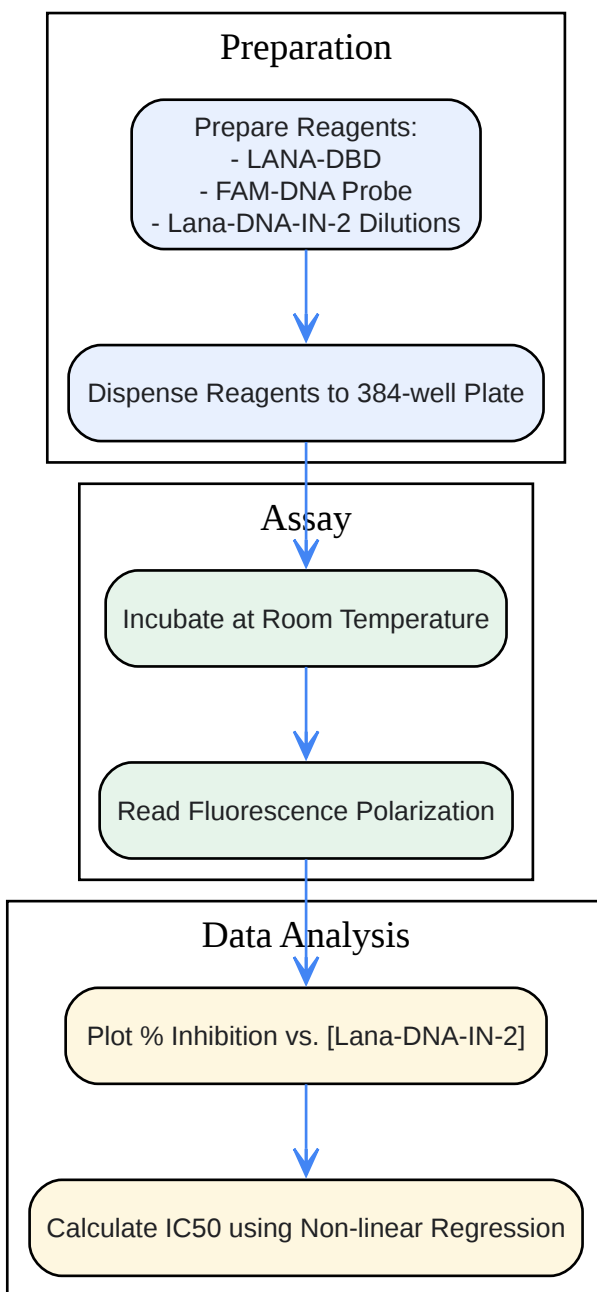 Preparation
Prepare Reagents:
- LANA-DBD
- FAM-DNA Probe
- Lana-DNA-IN-2 Dilutions
Dispense Reagents to 384-well Plate
Assay
Incubate at Room Temperature
Read Fluorescence Polarization
Data Analysis
Plot % Inhibition vs. [Lana-DNA-IN-2]
Calculate IC50 using Non-linear Regression